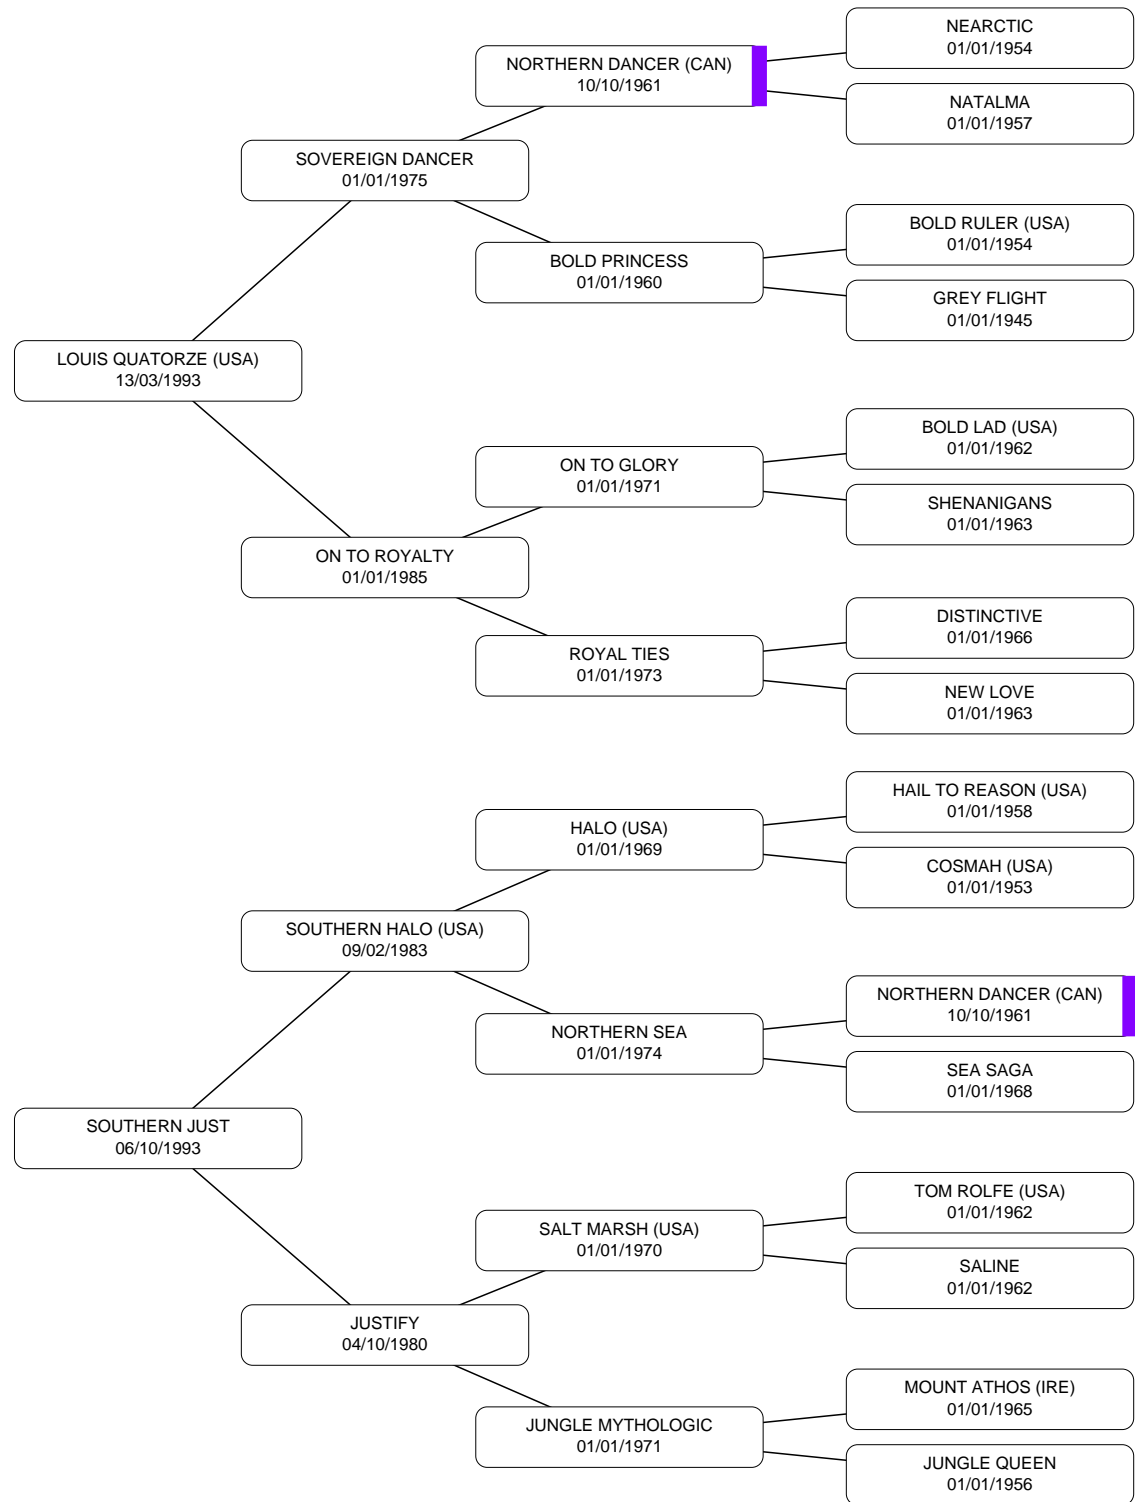 NEARCTIC
01/01/1954
NORTHERN DANCER (CAN)
10/10/1961
NATALMA
01/01/1957
SOVEREIGN DANCER
01/01/1975
BOLD RULER (USA)
01/01/1954
BOLD PRINCESS
01/01/1960
GREY FLIGHT
01/01/1945
LOUIS QUATORZE (USA)
13/03/1993
BOLD LAD (USA)
01/01/1962
ON TO GLORY
01/01/1971
SHENANIGANS
01/01/1963
ON TO ROYALTY
01/01/1985
DISTINCTIVE
01/01/1966
ROYAL TIES
01/01/1973
NEW LOVE
01/01/1963
HAIL TO REASON (USA)
01/01/1958
HALO (USA)
01/01/1969
COSMAH (USA)
01/01/1953
SOUTHERN HALO (USA)
09/02/1983
NORTHERN DANCER (CAN)
10/10/1961
NORTHERN SEA
01/01/1974
SEA SAGA
01/01/1968
SOUTHERN JUST
06/10/1993
TOM ROLFE (USA)
01/01/1962
SALT MARSH (USA)
01/01/1970
SALINE
01/01/1962
JUSTIFY
04/10/1980
MOUNT ATHOS (IRE)
01/01/1965
JUNGLE MYTHOLOGIC
01/01/1971
JUNGLE QUEEN
01/01/1956